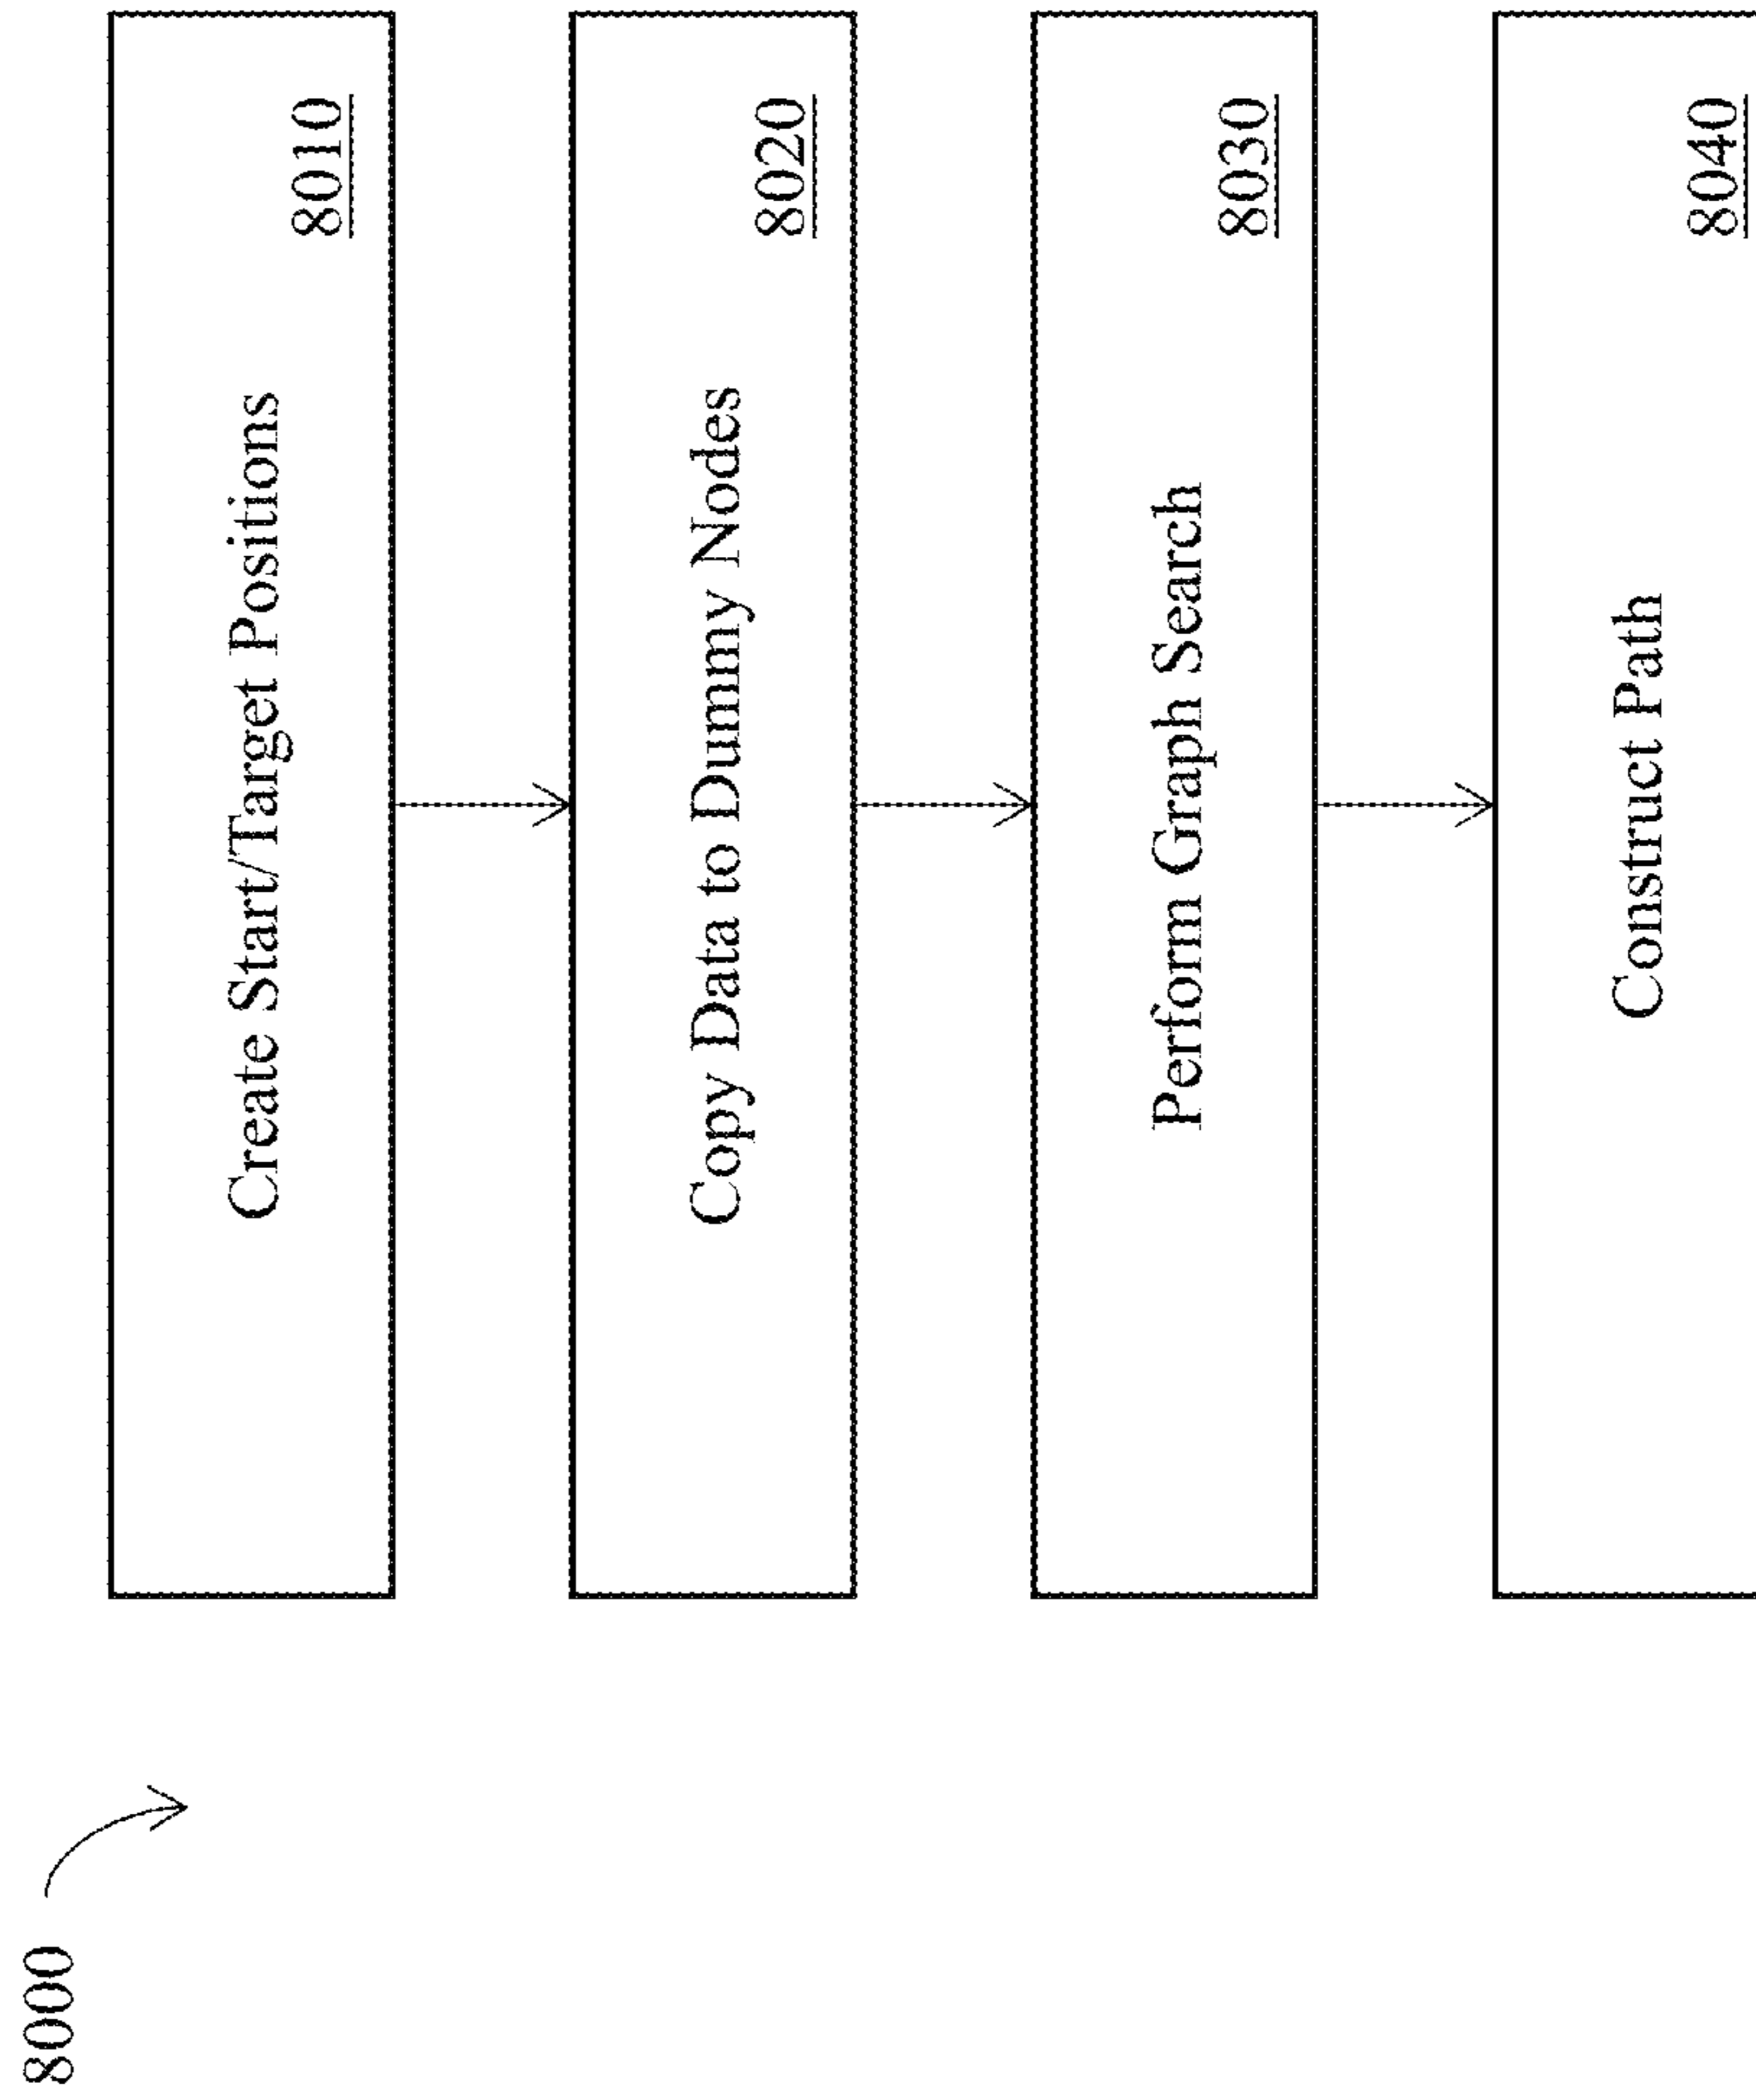 8000
Create Start/Target Positions
8010
Copy Data to Dummy Nodes
8020
Perform Graph Search
8030
Construct Path
8040